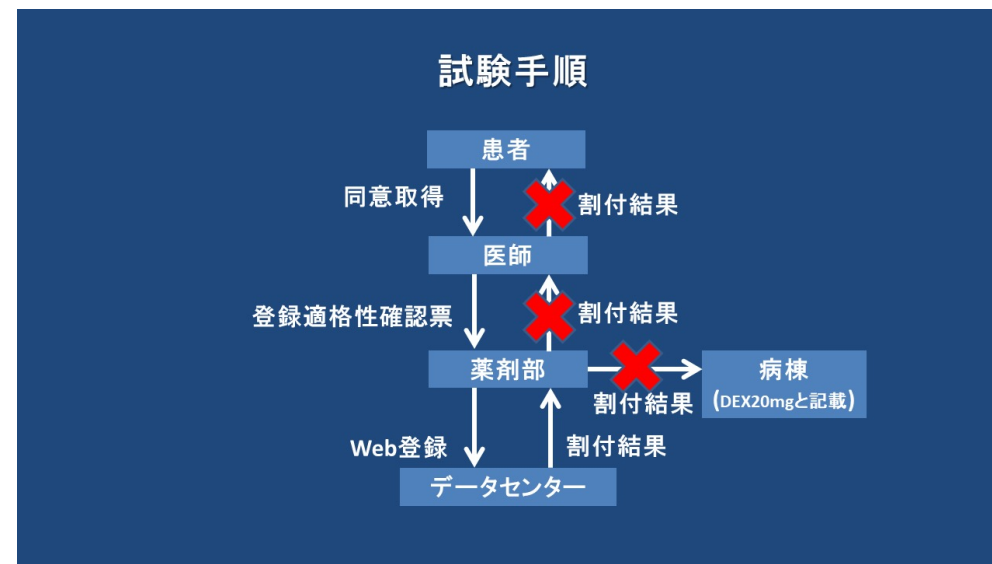 試験手順
患者
同意取得
割付結果
医師
登録適格性確認票
割付結果
薬剤部
病棟
(DEX20mgと記載)
割付結果
Web登録
割付結果
データセンター